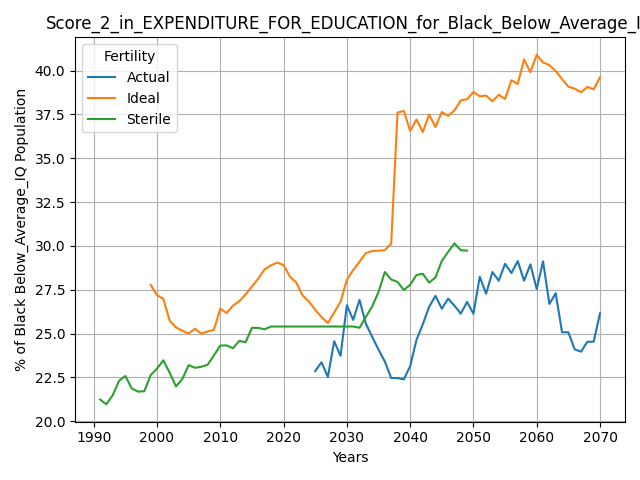 Score_2_in_EXPENDITURE_FOR_EDUCATION_for_Black_Below_Average_I
Fertility
Actual
Ideal
Sterile
% of Black Below_Average_IQ Population
40.0
37.5
35.0
32.5
30.0
27.5
25.0
22.5
20.0
1990 2000 2010 2020 2030 2040 2050 2060 2070
Years